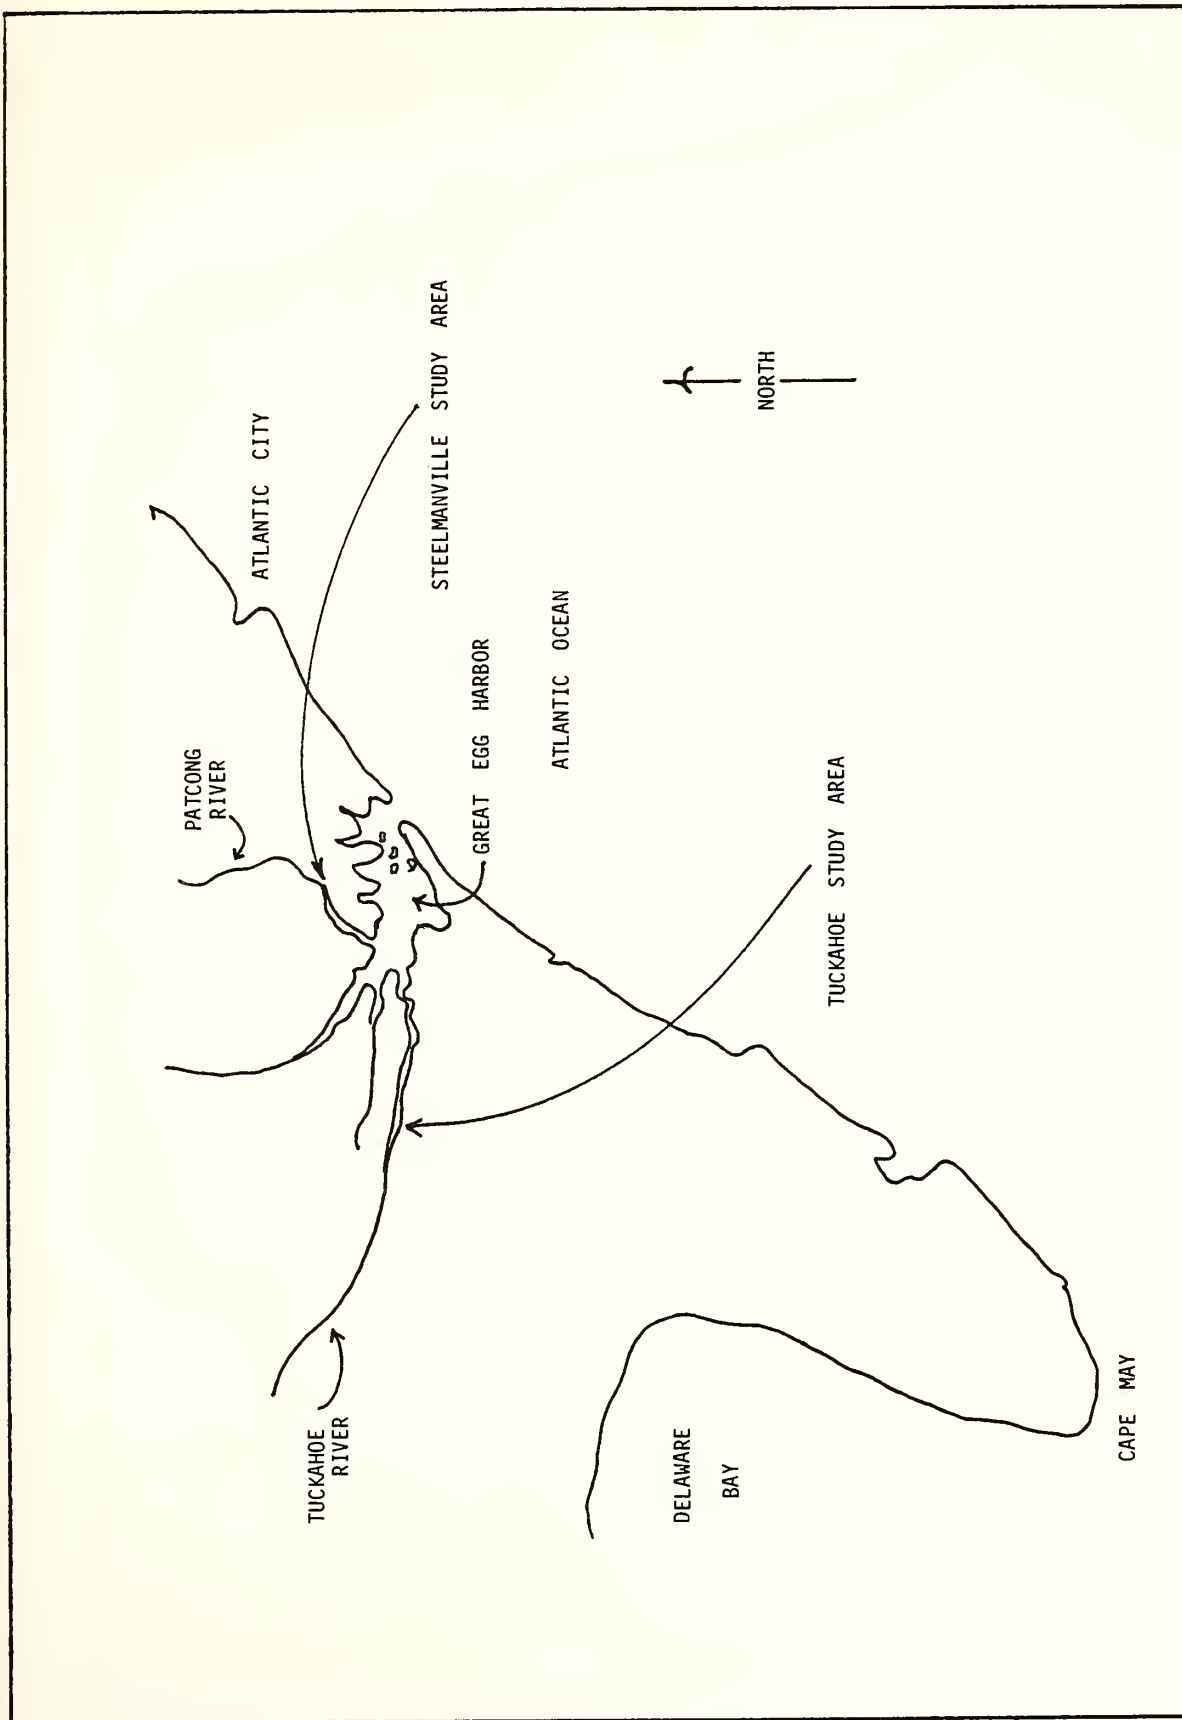 PATCONG
RIVER
ATLANTIC CITY
STEELMANVILLE STUDY AREA
GREAT EGG HARBOR
ATLANTIC OCEAN
NORTH
TUCKAHOE STUDY AREA
TUCKAHOE
RIVER
DELAWARE
BAY
CAPE MAY